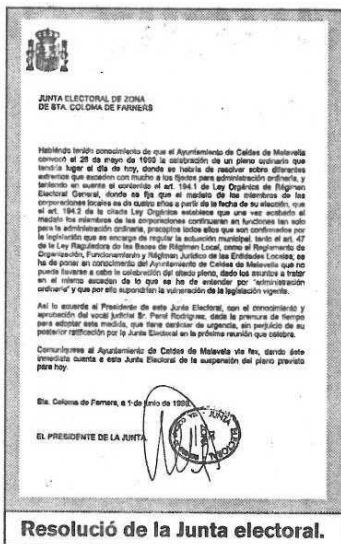 JUNTA ELECTORAL DE ZONA
DE STA. COLOMA DE FARNERS
Habiendo tenido conocimiento de que el Ayuntamiento de Caldes de Malavella
convocó el 28 de mayo de 1999 la celebración de un pleno ordinario que
tendría lugar el día de hoy, donde se habría de resolver sobre diferentes
extremos que exceden con mucho a los fijados para administración ordinaria, y
teniendo en cuenta el contenido el art. 194.1 de Ley Orgánica de Régimen
Electoral General, donde se fija que el modelo de los miembros de las
corporaciones locales es de cuatro años a partir de la fecha de su elección, que
el art. 194.2 de la citada Ley Orgánica establece que una vez acabado el
modelo los miembros de las corporaciones continuaran en funciones tan solo
para la administración ordinaria, preceptos todos ellos que son confirmados por
la legislación que se encarga de regular la actuación municipal, tanto el art. 47
de la Ley Reguladora de las Bases de Régimen Local, como el Reglamento de
Organización, Funcionamiento y Régimen Jurídico de las Entidades Locales, se
ha de poner en conocimiento del Ayuntamiento de Caldes de Malavella que no
puede llevarse a cabo la celebración del citado pleno, dado los asuntos a tratar
en el mismo exceden de lo que se ha de entender por "administración
ordinaria" y que por ello supondrían la vulneración de la legislación vigente.
Así lo acuerda el Presidente de esta Junta Electoral, con el conocimiento y
aprobación del vocal judicial Sr. Peral Rodríguez, dada la premura de tiempo
para adoptar esta medida, que tiene carácter de urgencia, sin perjuicio de su
posterior ratificación por la Junta Electoral en la próxima reunión que celebre.
Comuníquese al Ayuntamiento de Caldes de Malavella vía fax, dando éste
inmediata cuenta a esta Junta Electoral de la suspensión del pleno previsto
para hoy.
Sta. Coloma de Farners, a 1 de junio de 1999.
EL PRESIDENTE DE LA JUNTA
JUNTA
ELECTORAL
Resolució de la Junta electoral.